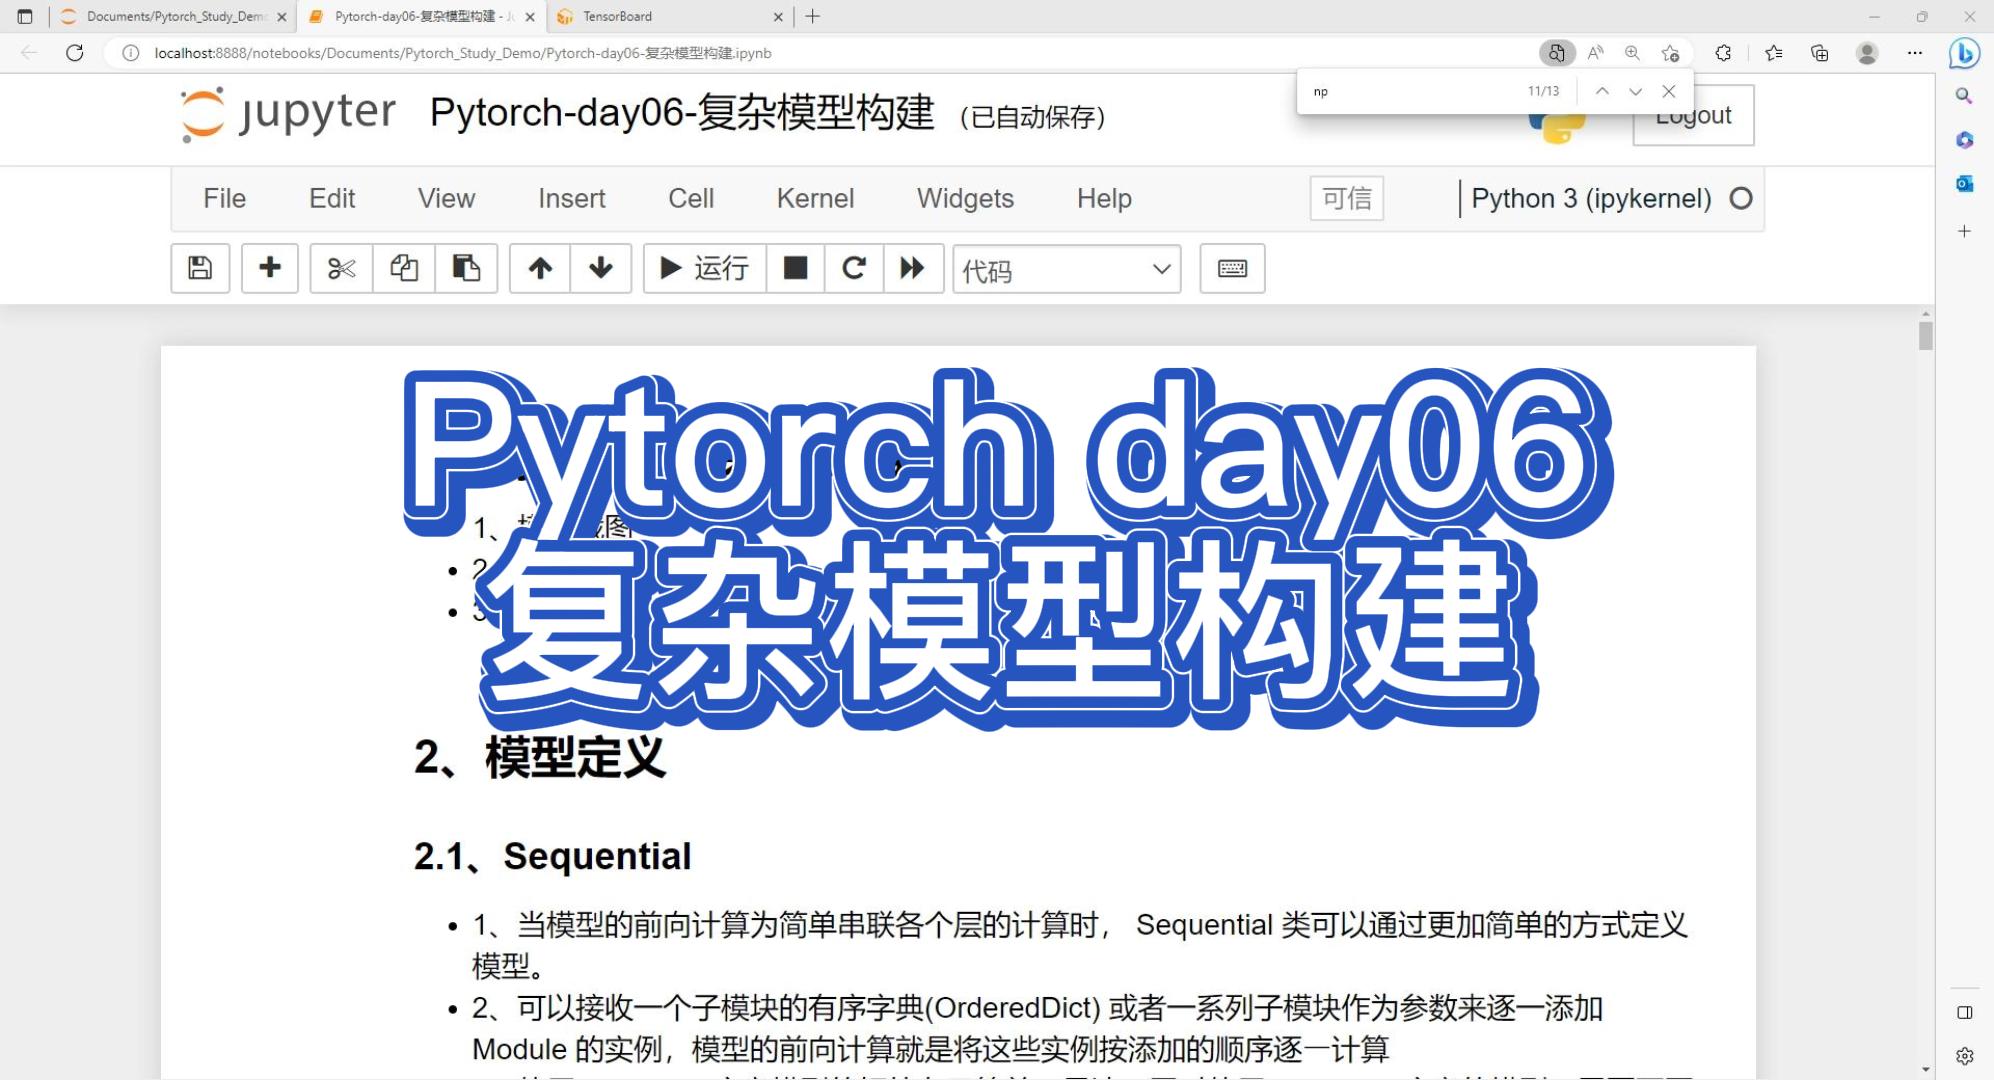 Documents/Pytorch_Study_Dem
Pytorch-day06-复杂模型构建 - Ju
TensorBoard
localhost:8888/notebooks/Documents/Pytorch_Study_Demo/Pytorch-day06-复杂模型构建.ipynb
np
11/13
jupyter
Pytorch-day06-复杂模型构建
(已自动保存)
Logout
File
Edit
View
Insert
Cell
Kernel
Widgets
Help
可信
Python 3 (ipykernel)
运行
代码
Pytorch day06
1、
2
3
复杂模型构建
2、模型定义
2.1、Sequential
1、当模型的前向计算为简单串联各个层的计算时, Sequential 类可以通过更加简单的方式定义
模型。
2、可以接收一个子模块的有序字典(OrderedDict) 或者一系列子模块作为参数来逐一添加
Module 的实例,模型的前向计算就是将这些实例按添加的顺序逐一计算